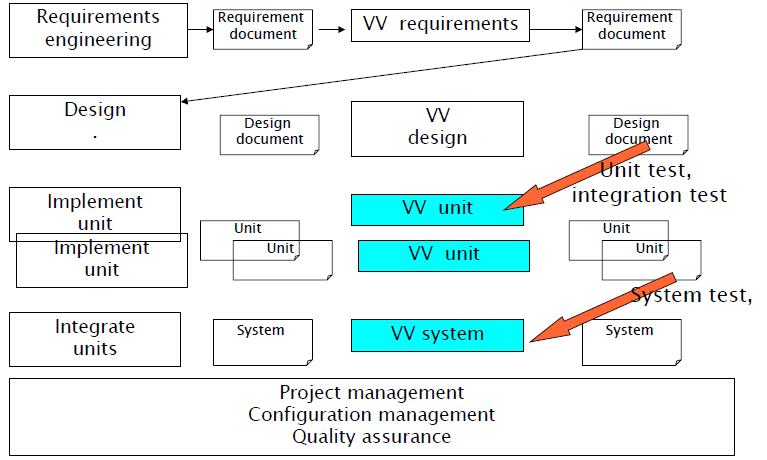 Requirements
engineering
Requirement
document
VV requirements
Requirement
document
Design
.
Design
document
VV
design
Design
document
Unit test,
integration test
Implement
unit
Implement
unit
Unit
Unit
VV unit
VV unit
Unit
Unit
System test,
Integrate
units
System
VV system
System
Project management
Configuration management
Quality assurance